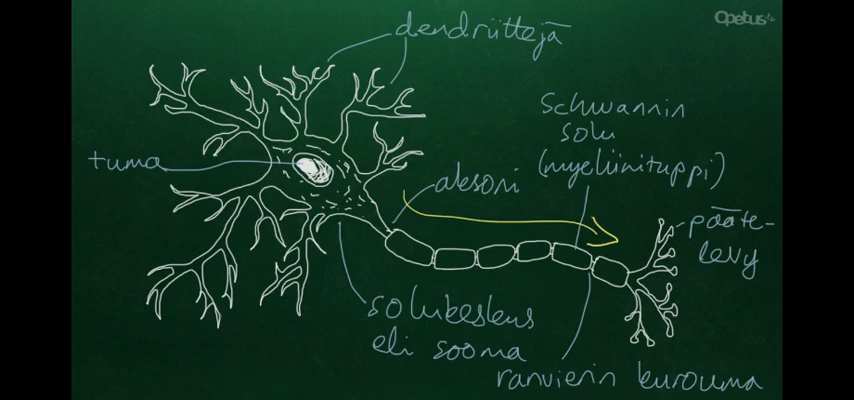 Opetus.tv
dendriittejä
Schwannin
solu
(myeliinituppi)
tuma
aksoni
pääte-
levy
solukeskus
eli sooma
ranvierin kurouma